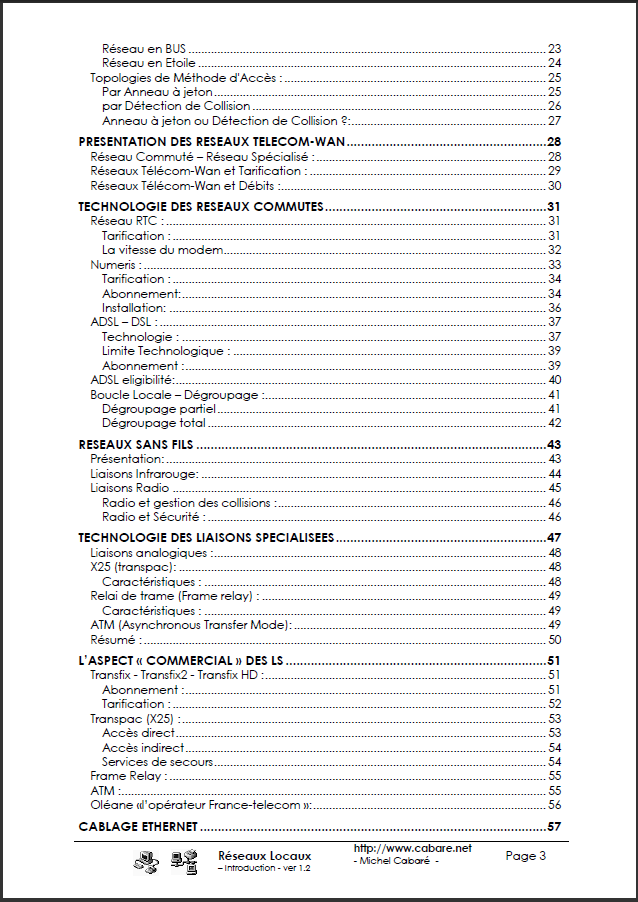 Réseau en BUS ........ 23
Réseau en Etoile ........ 24
Topologies de Méthode d'Accès : ........ 25
Par Anneau à jeton ........ 25
par Détection de Collision ........ 26
Anneau à jeton ou Détection de Collision ?: ........ 27
PRESENTATION DES RESEAUX TELECOM-WAN ........ 28
Réseau Commuté – Réseau Spécialisé : ........ 28
Réseaux Télécom-Wan et Tarification : ........ 29
Réseaux Télécom-Wan et Débits : ........ 30
TECHNOLOGIE DES RESEAUX COMMUTES ........ 31
Réseau RTC : ........ 31
Tarification : ........ 31
La vitesse du modem ........ 32
Numeris : ........ 33
Tarification : ........ 34
Abonnement: ........ 34
Installation: ........ 36
ADSL – DSL : ........ 37
Technologie : ........ 37
Limite Technologique : ........ 39
Abonnement : ........ 39
ADSL eligibilité: ........ 40
Boucle Locale – Dégroupage : ........ 41
Dégroupage partiel ........ 41
Dégroupage total ........ 42
RESEAUX SANS FILS ........ 43
Présentation: ........ 43
Liaisons Infrarouge: ........ 44
Liaisons Radio ........ 45
Radio et gestion des collisions : ........ 46
Radio et Sécurité : ........ 46
TECHNOLOGIE DES LIAISONS SPECIALISEES ........ 47
Liaisons analogiques : ........ 48
X25 (transpac): ........ 48
Caractéristiques : ........ 48
Relai de trame (Frame relay) : ........ 49
Caractéristiques : ........ 49
ATM (Asynchronous Transfer Mode): ........ 49
Résumé : ........ 50
L'ASPECT « COMMERCIAL » DES LS ........ 51
Transfix - Transfix2 - Transfix HD : ........ 51
Abonnement : ........ 51
Tarification : ........ 52
Transpac (X25) : ........ 53
Accès direct ........ 53
Accès indirect ........ 54
Services de secours ........ 54
Frame Relay : ........ 55
ATM : ........ 55
Oléane «l'opérateur France-telecom »: ........ 56
CABLAGE ETHERNET ........ 57
Réseaux Locaux
– Introduction - ver 1.2
http://www.cabare.net
- Michel Cabaré -
Page 3